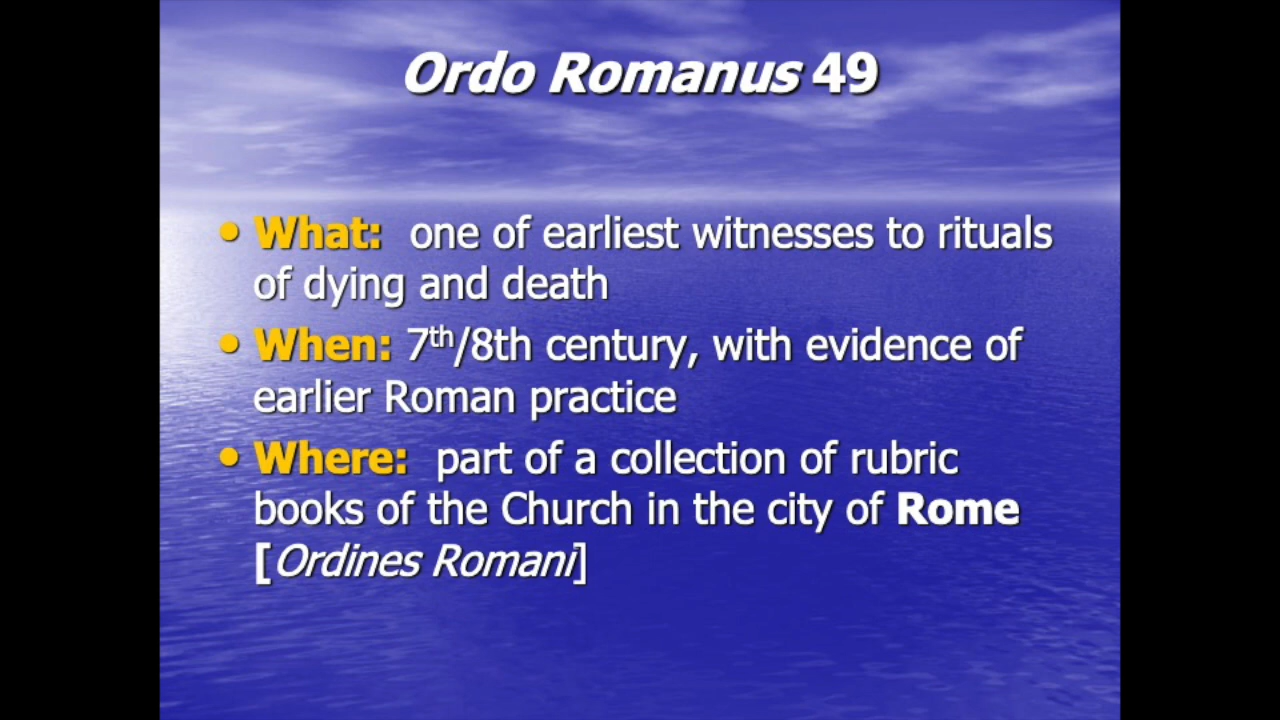 Ordo Romanus 49
• What: one of earliest witnesses to rituals
of dying and death
• When: 7th/8th century, with evidence of
earlier Roman practice
• Where: part of a collection of rubric
books of the Church in the city of Rome
[Ordines Romani]